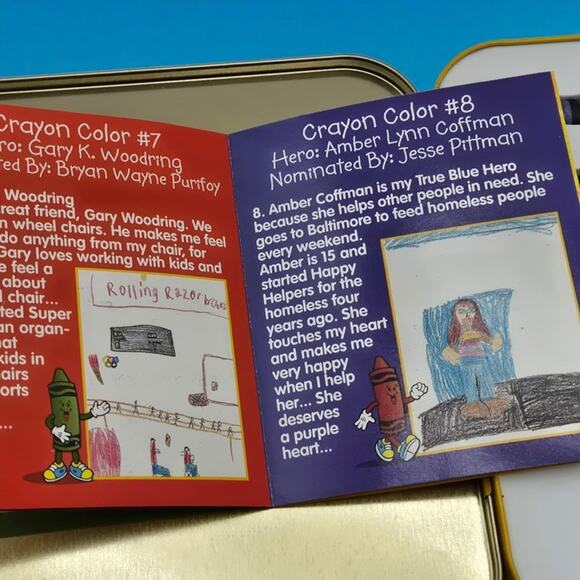 Crayon Color #7
ro: Gary K. Woodring
ted By: Bryan Wayne Purifoy
Woodring
reat friend, Gary Woodring. We
n wheel chairs. He makes me feel
do anything from my chair, for
Gary loves working with kids and
e feel a
about
l chair...
ted Super
an organ-
hat
kids in
airs
orts
...
Rolling Razor
Crayon Color #8
Hero: Amber Lynn Coffman
Nominated By: Jesse Pittman
8. Amber Coffman is my True Blue Hero
because she helps other people in need. She
goes to Baltimore to feed homeless people
every weekend.
Amber is 15 and
started Happy
Helpers for the
homeless four
years ago. She
touches my heart
and makes me
very happy
when I help
her... She
deserves
a purple
heart...